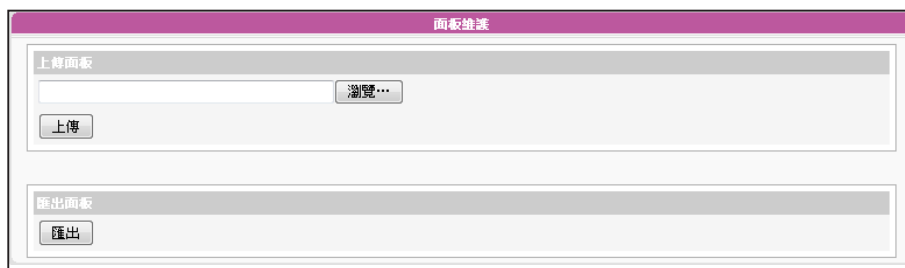 面板維護
上傳面板
瀏覽…
上傳
匯出面板
匯出